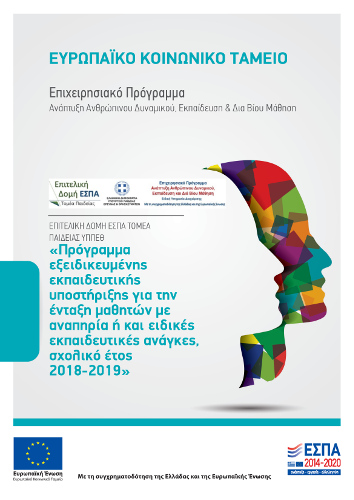 ΕΥΡΩΠΑΪΚΟ ΚΟΙΝΩΝΙΚΟ ΤΑΜΕΙΟ
Επιχειρησιακό Πρόγραμμα
Ανάπτυξη Ανθρώπινου Δυναμικού, Εκπαίδευση & Δια Βίου Μάθηση
Επιτελική
Δομή ΕΣΠΑ
Τομέα Παιδείας
Επιχειρησιακό Πρόγραμμα
Ανάπτυξη Ανθρώπινου Δυναμικού,
Εκπαίδευση και Διά Βίου Μάθηση
ΕΠΙΤΕΛΙΚΗ ΔΟΜΗ ΕΣΠΑ ΤΟΜΕΑ
ΠΑΙΔΕΙΑΣ ΥΠΠΕΘ
«Πρόγραμμα
εξειδικευμένης
εκπαιδευτικής
υποστήριξης για την
ένταξη μαθητών με
αναπηρία ή και ειδικές
εκπαιδευτικές ανάγκες,
σχολικό έτος
2018-2019»
Ευρωπαϊκή Ένωση
Ευρωπαϊκό Κοινωνικό Ταμείο
Με τη συγχρηματοδότηση της Ελλάδας και της Ευρωπαϊκής Ένωσης
ΕΣΠΑ
2014-2020